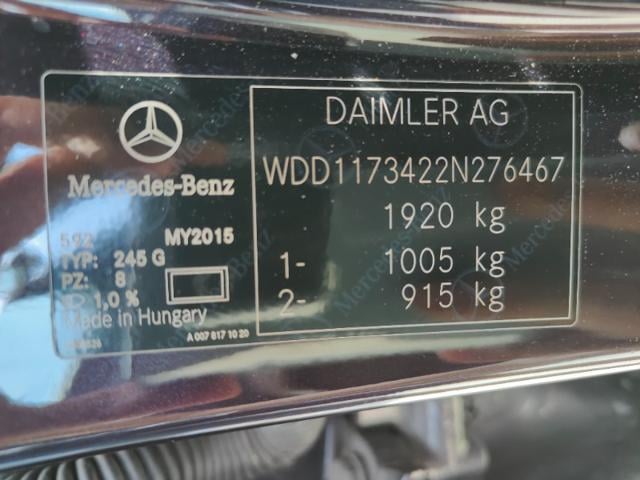 DAIMLER AG
Mercedes-Benz
WDD1173422N276467
1920 kg
1- 1005 kg
2- 915 kg
592 MY2015
TYP: 245 G
PZ: 8
1,0 %
Made in Hungary
A 007 817 10 20